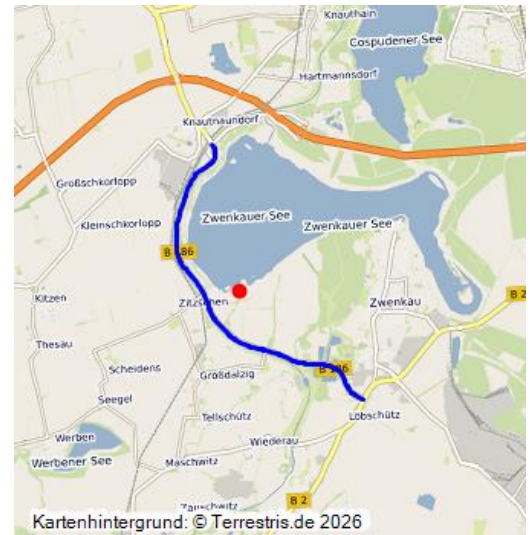 Knauthain
Cospudener See
Hartmannsdorf
Knautnaundorf
Großschkorlopp
Zwenkauer See
Kleinschkorlopp
Zwenkauer See
B 186
Kitzen
Zitzschen
Zwenkau
B 2
Thesau
Scheidens
Großdalzig
B 186
Seegel
Tellschütz
Löbschütz
Werben
Wiederau
Werbener See
Maschwitz
B 2
Zauschwitz
Kartenhintergrund: © Terrestris.de 2026